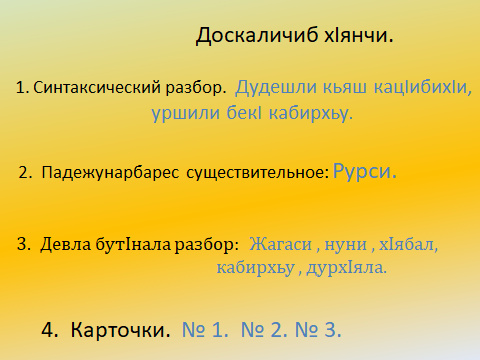 Доскаличиб хIянчи.
1. Синтаксический разбор. Дудешли кьяш кацIибихIи,
уршили бекI кабирхьу.
2. Падежунарбарес существительное: Рурси.
3. Девла бутIнала разбор: Жагаси , нуни , хIябал,
кабирхьу , дурхIяла.
4. Карточки. № 1. № 2. № 3.